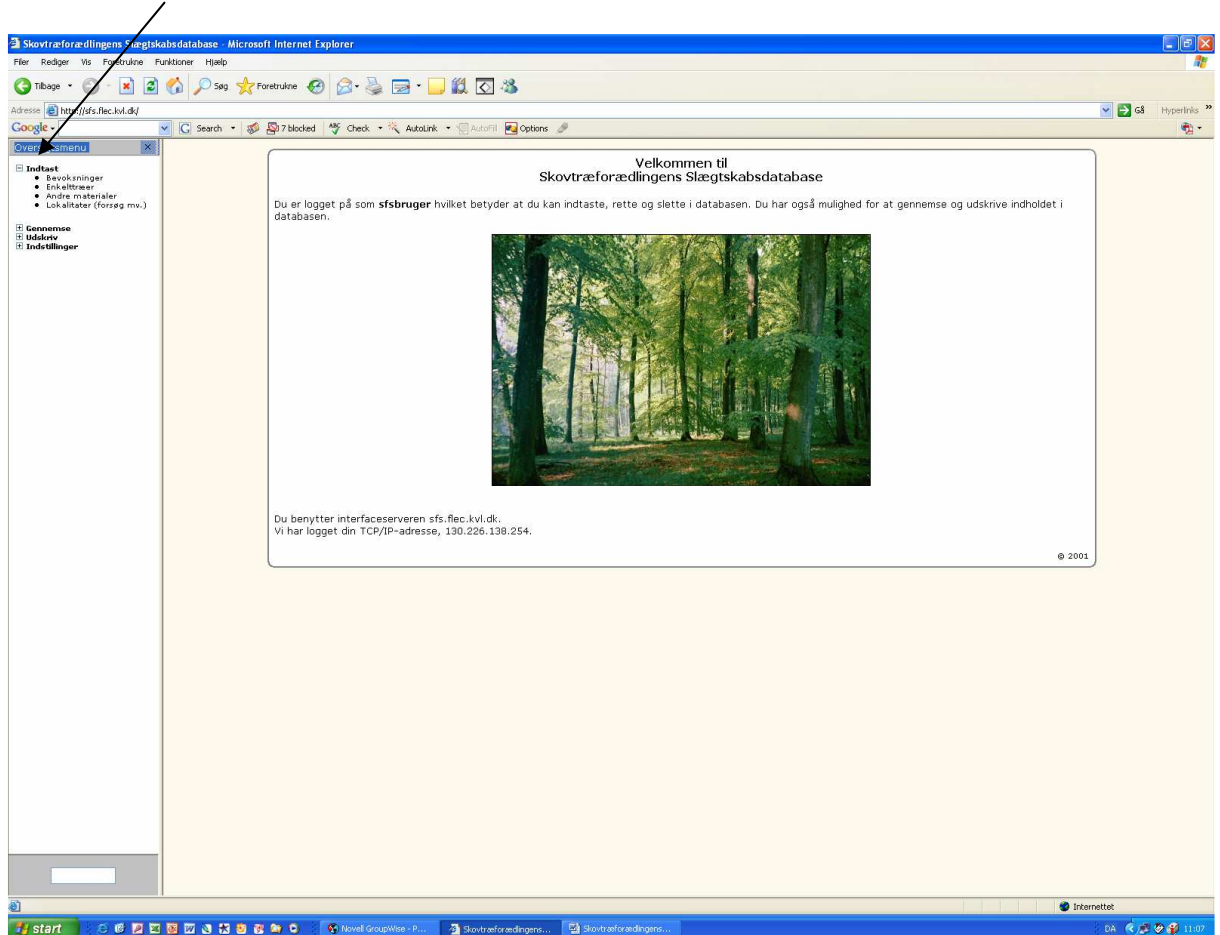 Skovtræforædlingens Slægtskabsdatabase - Microsoft Internet Explorer
Filer Rediger Vis Foretrukne Funktioner Hjælp
Tilbage Søg Foretrukne
Adresse http://sfs.flec.kvl.dk/ Gå Hyperlinks »
Google Search 7 blocked Check AutoLink AutoFill Options
Indtast
Bevoksninger
Enkelttræer
Andre materialer
Lokalitater (forsøg mv.)
Gennemse
Udskriv
Indstillinger
Velkommen til
Skovtræforædlingens Slægtskabsdatabase
Du er logget på som sfsbruger hvilket betyder at du kan indtaste, rette og slette i databasen. Du har også mulighed for at gennemse og udskrive indholdet i
databasen.
Du benytter interfaceserveren sfs.flec.kvl.dk.
Vi har logget din TCP/IP-adresse, 130.226.138.254.
© 2001
Internettet
start Novell GroupWise - P... Skovtræforædlingens... Skovtræforædlingens... DA 11:07